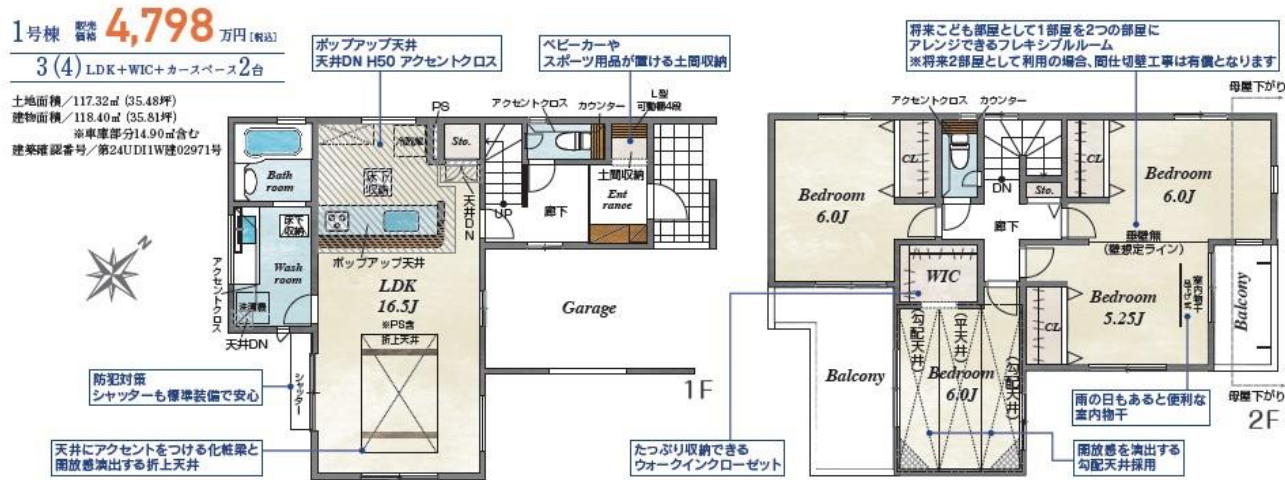 1号棟 販売価格 4,798万円[税込]
3(4)LDK+WIC+カースペース2台
土地面積／117.32㎡（35.48坪）
建物面積／118.40㎡（35.81坪）
※車庫部分14.90㎡含む
建築確認番号／第24UDI1W建02971号
ポップアップ天井
天井DN H50 アクセントクロス
ベビーカーや
スポーツ用品が置ける土間収納
将来こども部屋として1部屋を2つの部屋に
アレンジできるフレキシブルルーム
※将来2部屋として利用の場合、間仕切壁工事は有償となります
N
Bath
room
床下
収納
Wash
room
アクセントクロス
洗濯機
天井DN
シャッター
PS
Sto.
冷蔵庫
床下
収納
天井DN
ポップアップ天井
LDK
16.5J
※PS含
折上天井
アクセントクロス
カウンター
L型
可動棚4段
土間収納
Ent
rance
UP
廊下
Garage
1F
防犯対策
シャッターも標準装備で安心
天井にアクセントをつける化粧梁と
開放感演出する折上天井
アクセントクロス
カウンター
母屋下がり
Bedroom
6.0J
CL
DN
Sto.
CL
Bedroom
6.0J
廊下
垂壁無
（壁想定ライン）
WIC
Bedroom
5.25J
CL
室内物干
吊下げ式
Balcony
（勾配天井）
（平天井）
（勾配天井）
Bedroom
6.0J
Balcony
母屋下がり
2F
たっぷり収納できる
ウォークインクローゼット
開放感を演出する
勾配天井採用
雨の日もあると便利な
室内物干